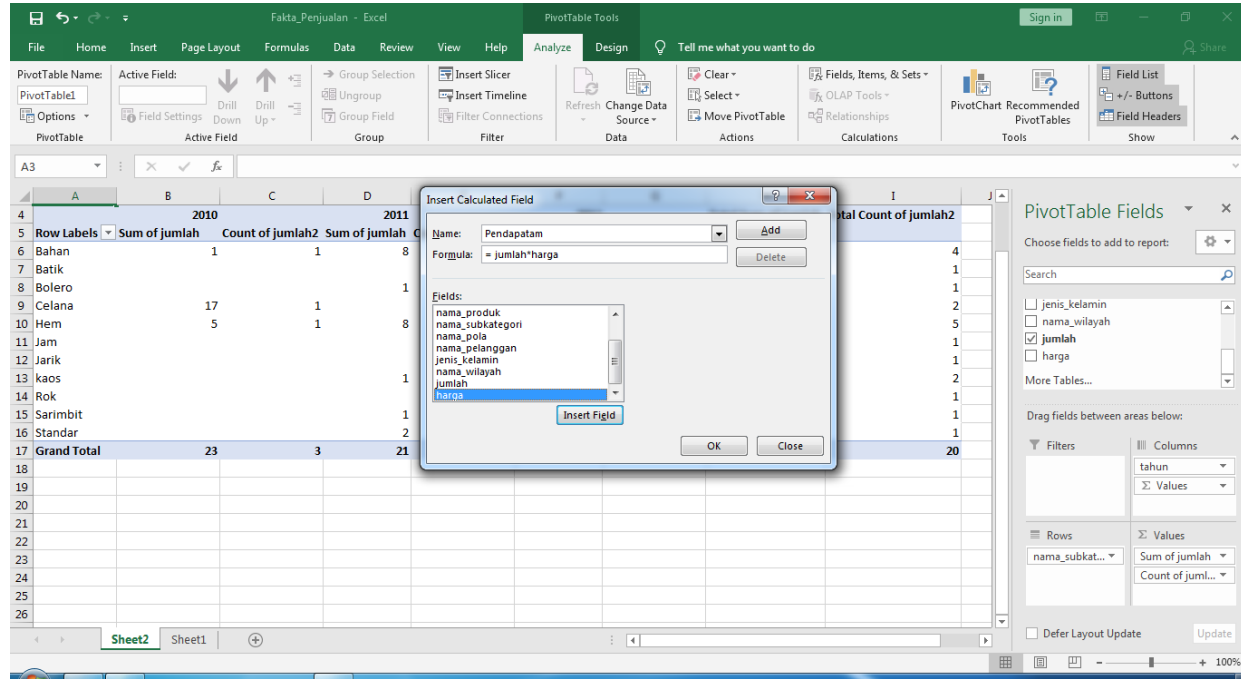 Fakta_Penjualan - Excel
PivotTable Tools
Sign in
File Home Insert Page Layout Formulas Data Review View Help Analyze Design Tell me what you want to do Share
PivotTable Name:
PivotTable1
Options
PivotTable
Active Field:
Field Settings
Drill Down
Drill Up
Active Field
Group Selection
Ungroup
Group Field
Group
Insert Slicer
Insert Timeline
Filter Connections
Filter
Refresh
Change Data Source
Data
Clear
Select
Move PivotTable
Actions
Fields, Items, & Sets
OLAP Tools
Relationships
Calculations
PivotChart
Recommended PivotTables
Tools
Field List
+/- Buttons
Field Headers
Show
A3
fx
A B C D I J
4 2010 2011 Total Count of jumlah2
5 Row Labels Sum of jumlah Count of jumlah2 Sum of jumlah C
6 Bahan 1 1 8 4
7 Batik 1
8 Bolero 1 1
9 Celana 17 1 2
10 Hem 5 1 8 5
11 Jam 1
12 Jarik 1
13 kaos 1 2
14 Rok 1
15 Sarimbit 1 1
16 Standar 2 1
17 Grand Total 23 3 21 20
18
19
20
21
22
23
24
25
26
Insert Calculated Field
Name: Pendapatam Add
Formula: = jumlah*harga Delete
Fields:
nama_produk
nama_subkategori
nama_pola
nama_pelanggan
jenis_kelamin
nama_wilayah
jumlah
harga
Insert Field
OK Close
PivotTable Fields
Choose fields to add to report:
Search
jenis_kelamin
nama_wilayah
jumlah
harga
More Tables...
Drag fields between areas below:
Filters
Columns
tahun
Σ Values
Rows
nama_subkat...
Σ Values
Sum of jumlah
Count of juml...
Defer Layout Update Update
Sheet2 Sheet1
- + 100%